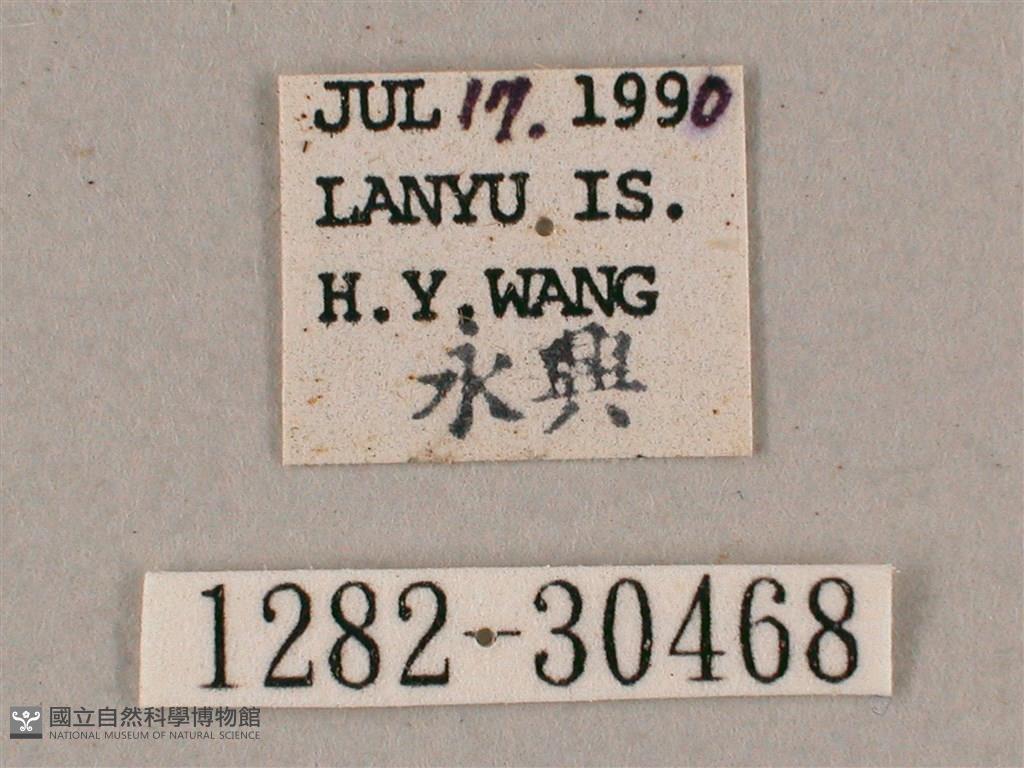 JUL 17. 1990
LANYU IS.
H.Y.WANG
永興
1282-30468
國立自然科學博物館
NATIONAL MUSEUM OF NATURAL SCIENCE